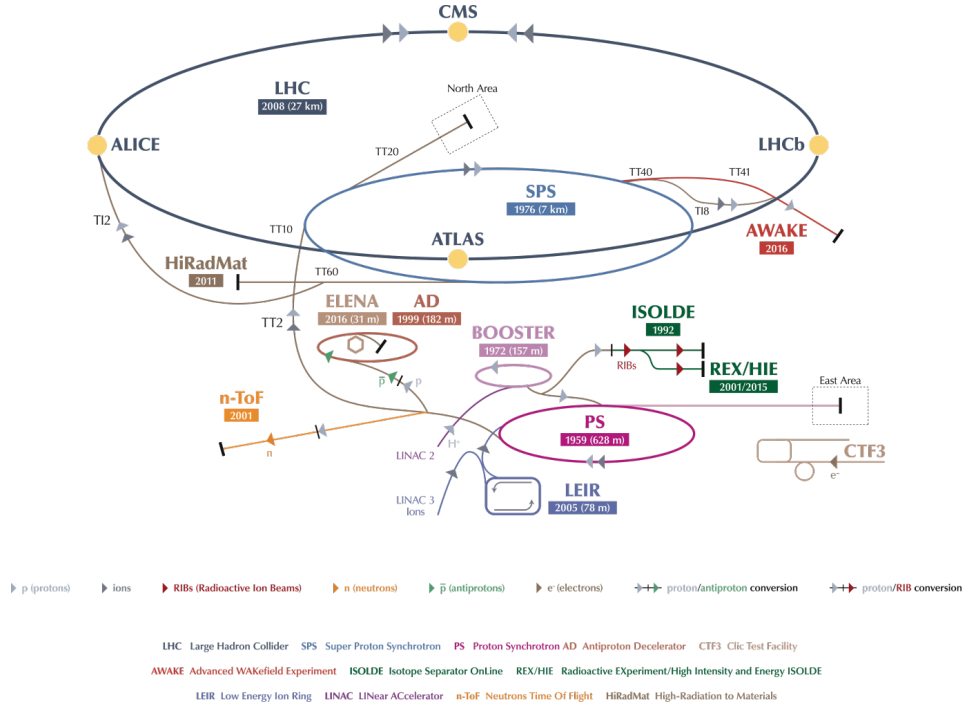 CMS
LHC
2008 (27 km)
North Area
ALICE
TT20
LHCb
TT40
TT41
SPS
1976 (7 km)
TI8
TI2
TT10
ATLAS
AWAKE
2016
HiRadMat
2011
TT60
ELENA
2016 (31 m)
AD
1999 (182 m)
TT2
BOOSTER
1972 (157 m)
ISOLDE
1992
RIBs
REX/HIE
2001/2015
p̅
p
East Area
n-ToF
2001
n
PS
1959 (628 m)
H⁺
LINAC 2
CTF3
e⁻
LINAC 3
Ions
LEIR
2005 (78 m)
p (protons) ions RIBs (Radioactive Ion Beams) n (neutrons) p̅ (antiprotons) e⁻ (electrons) proton/antiproton conversion proton/RIB conversion
LHC Large Hadron Collider SPS Super Proton Synchrotron PS Proton Synchrotron AD Antiproton Decelerator CTF3 Clic Test Facility
AWAKE Advanced WAKefield Experiment ISOLDE Isotope Separator OnLine REX/HIE Radioactive EXperiment/High Intensity and Energy ISOLDE
LEIR Low Energy Ion Ring LINAC LINear ACcelerator n-ToF Neutrons Time Of Flight HiRadMat High-Radiation to Materials